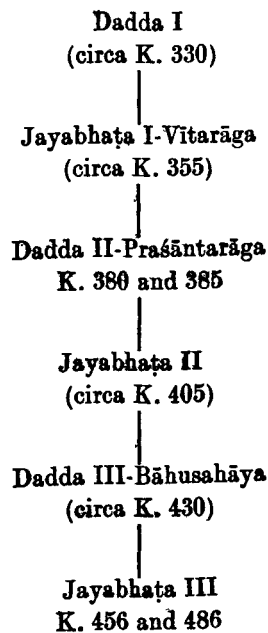 Dadda I
(circa K. 330)
Jayabhaṭa I-Vītarāga
(circa K. 355)
Dadda II-Praśāntarāga
K. 380 and 385
Jayabhaṭa II
(circa K. 405)
Dadda III-Bāhusahāya
(circa K. 430)
Jayabhaṭa III
K. 456 and 486